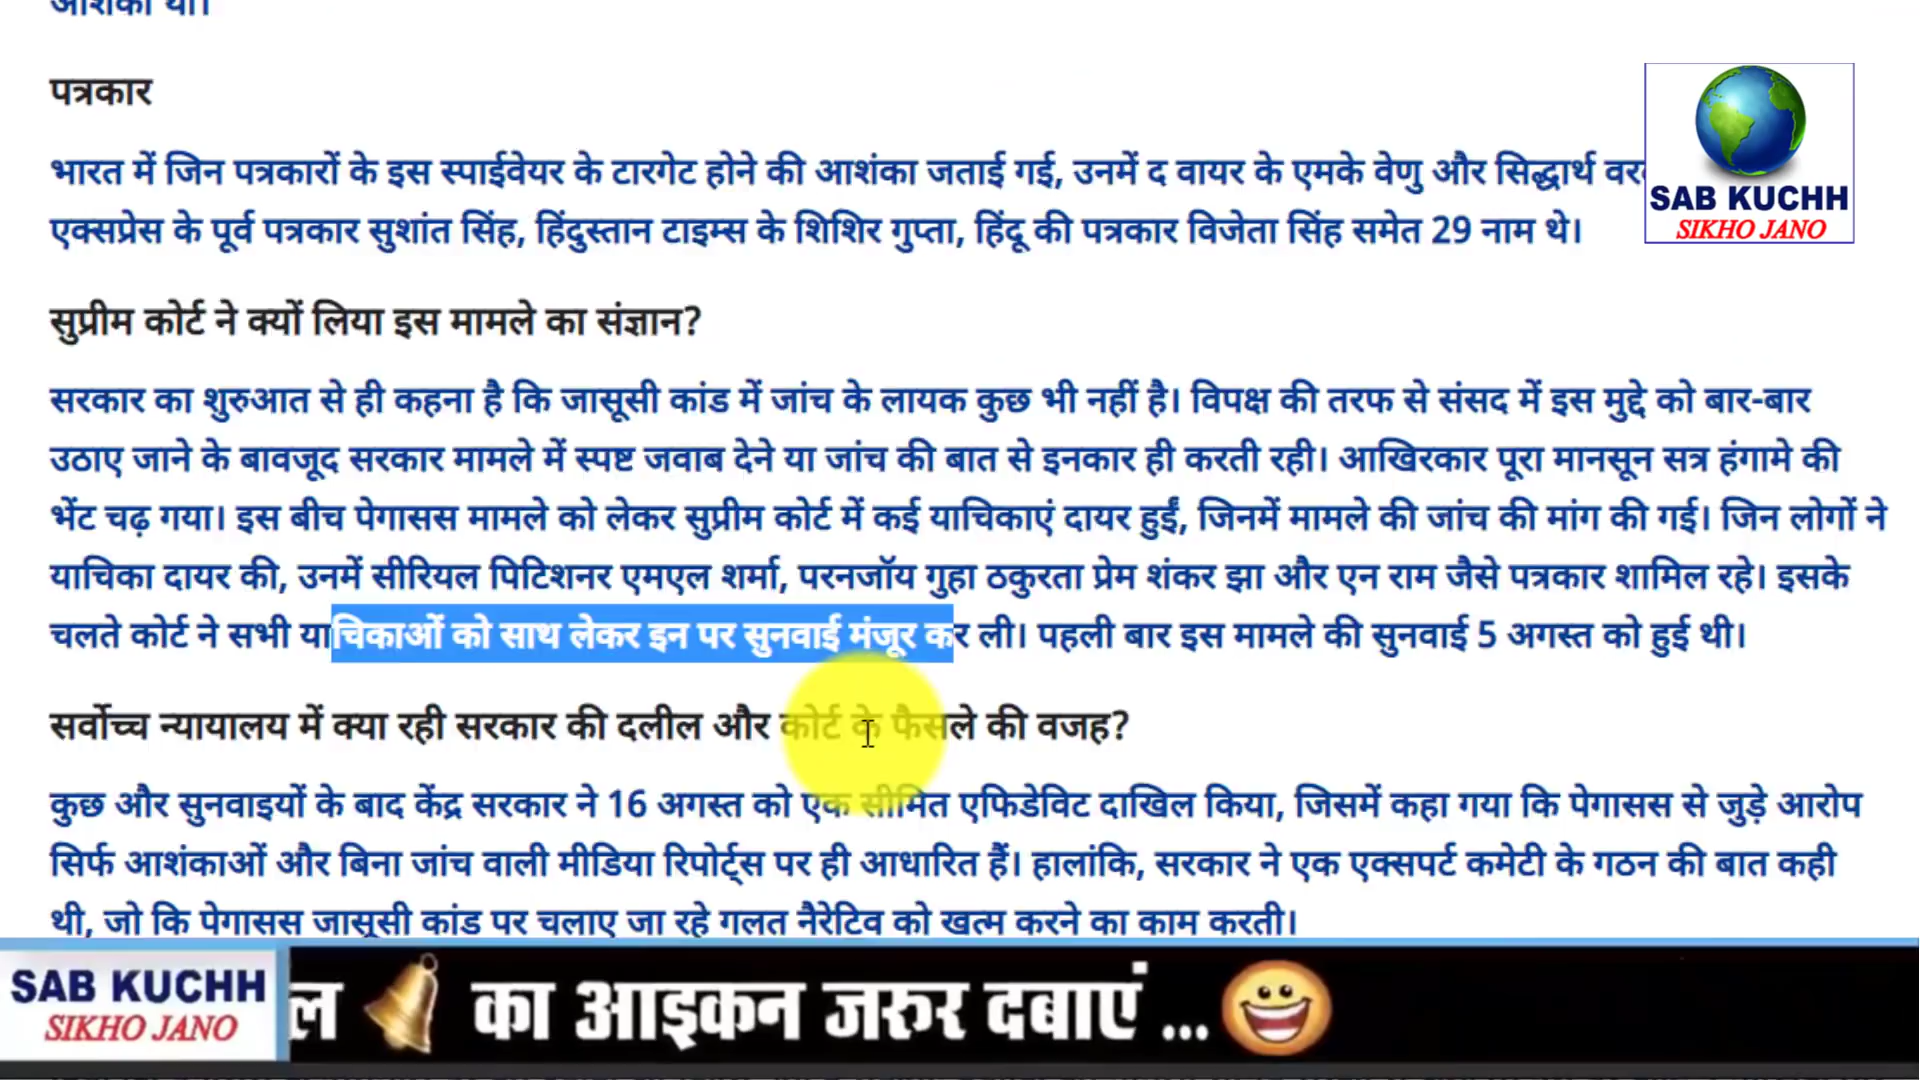 पत्रकार
भारत में जिन पत्रकारों के इस स्पाईवेयर के टारगेट होने की आशंका जताई गई, उनमें द वायर के एमके वेणु और सिद्धार्थ
एक्सप्रेस के पूर्व पत्रकार सुशांत सिंह, हिंदुस्तान टाइम्स के शिशिर गुप्ता, हिंदू की पत्रकार विजेता सिंह समेत 29 नाम थे।
SAB KUCHH
SIKHO JANO
सुप्रीम कोर्ट ने क्यों लिया इस मामले का संज्ञान?
सरकार का शुरुआत से ही कहना है कि जासूसी कांड में जांच के लायक कुछ भी नहीं है। विपक्ष की तरफ से संसद में इस मुद्दे को बार-बार
उठाए जाने के बावजूद सरकार मामले में स्पष्ट जवाब देने या जांच की बात से इनकार ही करती रही। आखिरकार पूरा मानसून सत्र हंगामे की
भेंट चढ़ गया। इस बीच पेगासस मामले को लेकर सुप्रीम कोर्ट में कई याचिकाएं दायर हुईं, जिनमें मामले की जांच की मांग की गई। जिन लोगों ने
याचिका दायर की, उनमें सीरियल पिटिशनर एमएल शर्मा, परनजॉय गुहा ठकुरता प्रेम शंकर झा और एन राम जैसे पत्रकार शामिल रहे। इसके
चलते कोर्ट ने सभी याचिकाओं को साथ लेकर इन पर सुनवाई मंजूर कर ली। पहली बार इस मामले की सुनवाई 5 अगस्त को हुई थी।
सर्वोच्च न्यायालय में क्या रही सरकार की दलील और कोर्ट के फैसले की वजह?
कुछ और सुनवाइयों के बाद केंद्र सरकार ने 16 अगस्त को एक सीमित एफिडेविट दाखिल किया, जिसमें कहा गया कि पेगासस से जुड़े आरोप
सिर्फ आशंकाओं और बिना जांच वाली मीडिया रिपोर्ट्स पर ही आधारित हैं। हालांकि, सरकार ने एक एक्सपर्ट कमेटी के गठन की बात कही
थी, जो कि पेगासस जासूसी कांड पर चलाए जा रहे गलत नैरेटिव को खत्म करने का काम करती।
SAB KUCHH
SIKHO JANO
का आइकन जरुर दबाएं ...